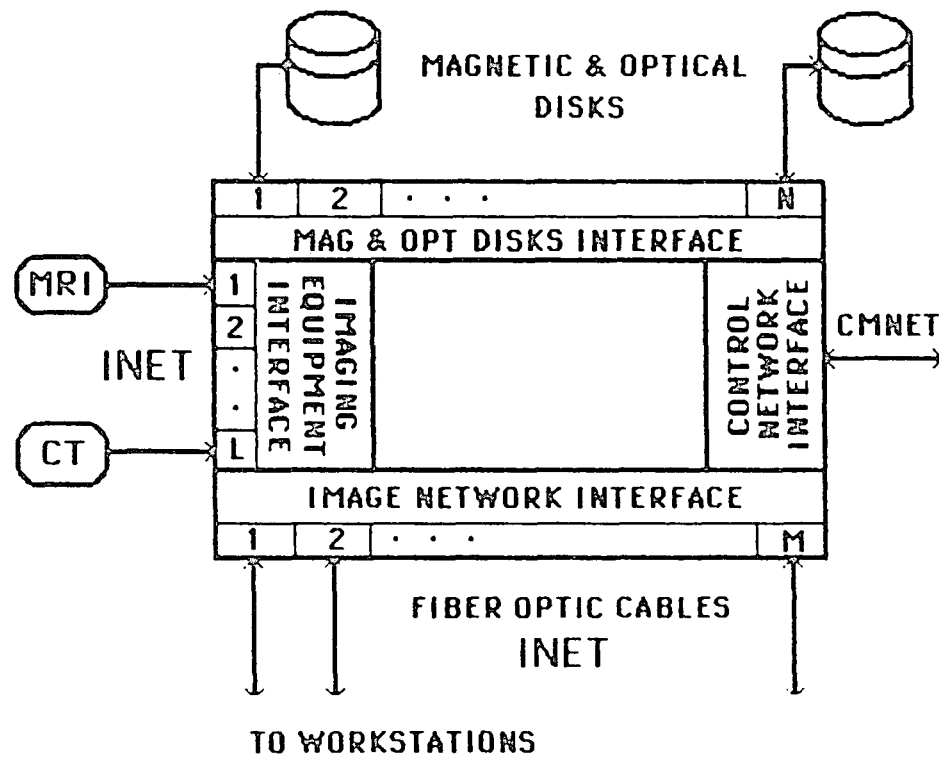 MAGNETIC & OPTICAL
DISKS
1 2 . . . N
MAG & OPT DISKS INTERFACE
MRI
1
2
.
.
L
INET
CT
IMAGING
EQUIPMENT
INTERFACE
CONTROL
NETWORK
INTERFACE
CMNET
IMAGE NETWORK INTERFACE
1 2 . . . M
FIBER OPTIC CABLES
INET
TO WORKSTATIONS